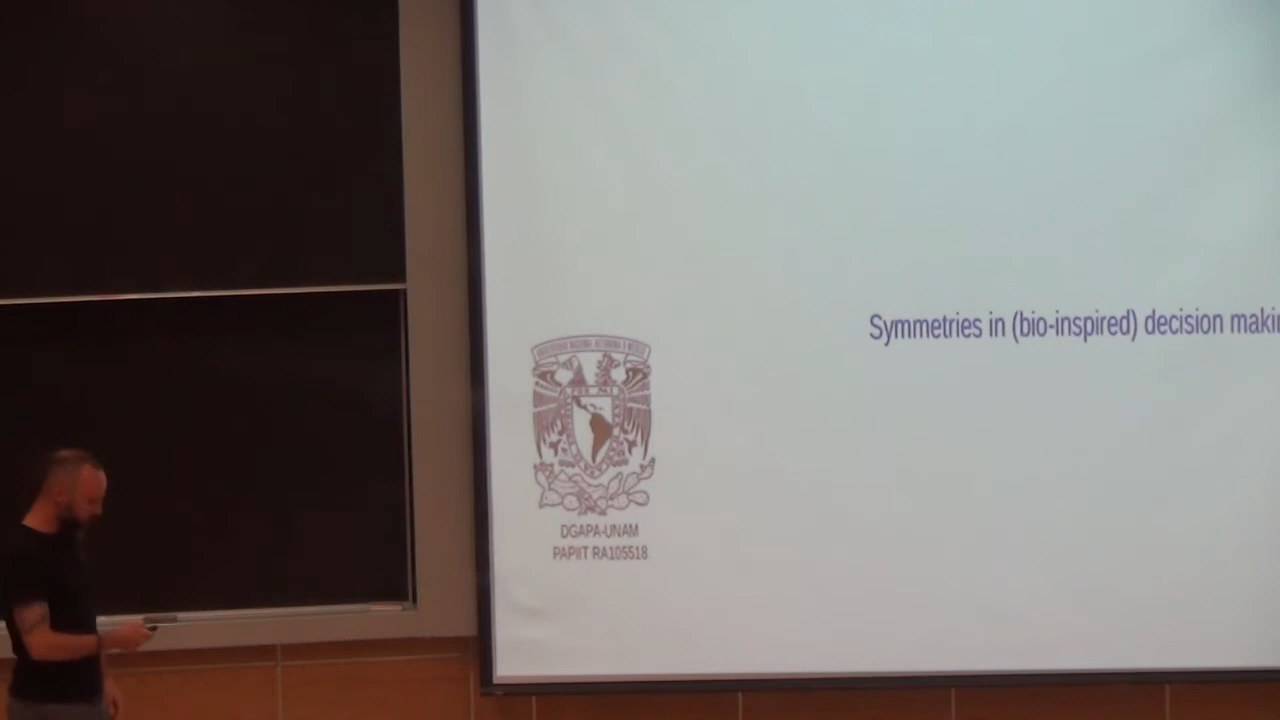 Symmetries in (bio-inspired) decision makin
DGAPA-UNAM
PAPIIT RA105518